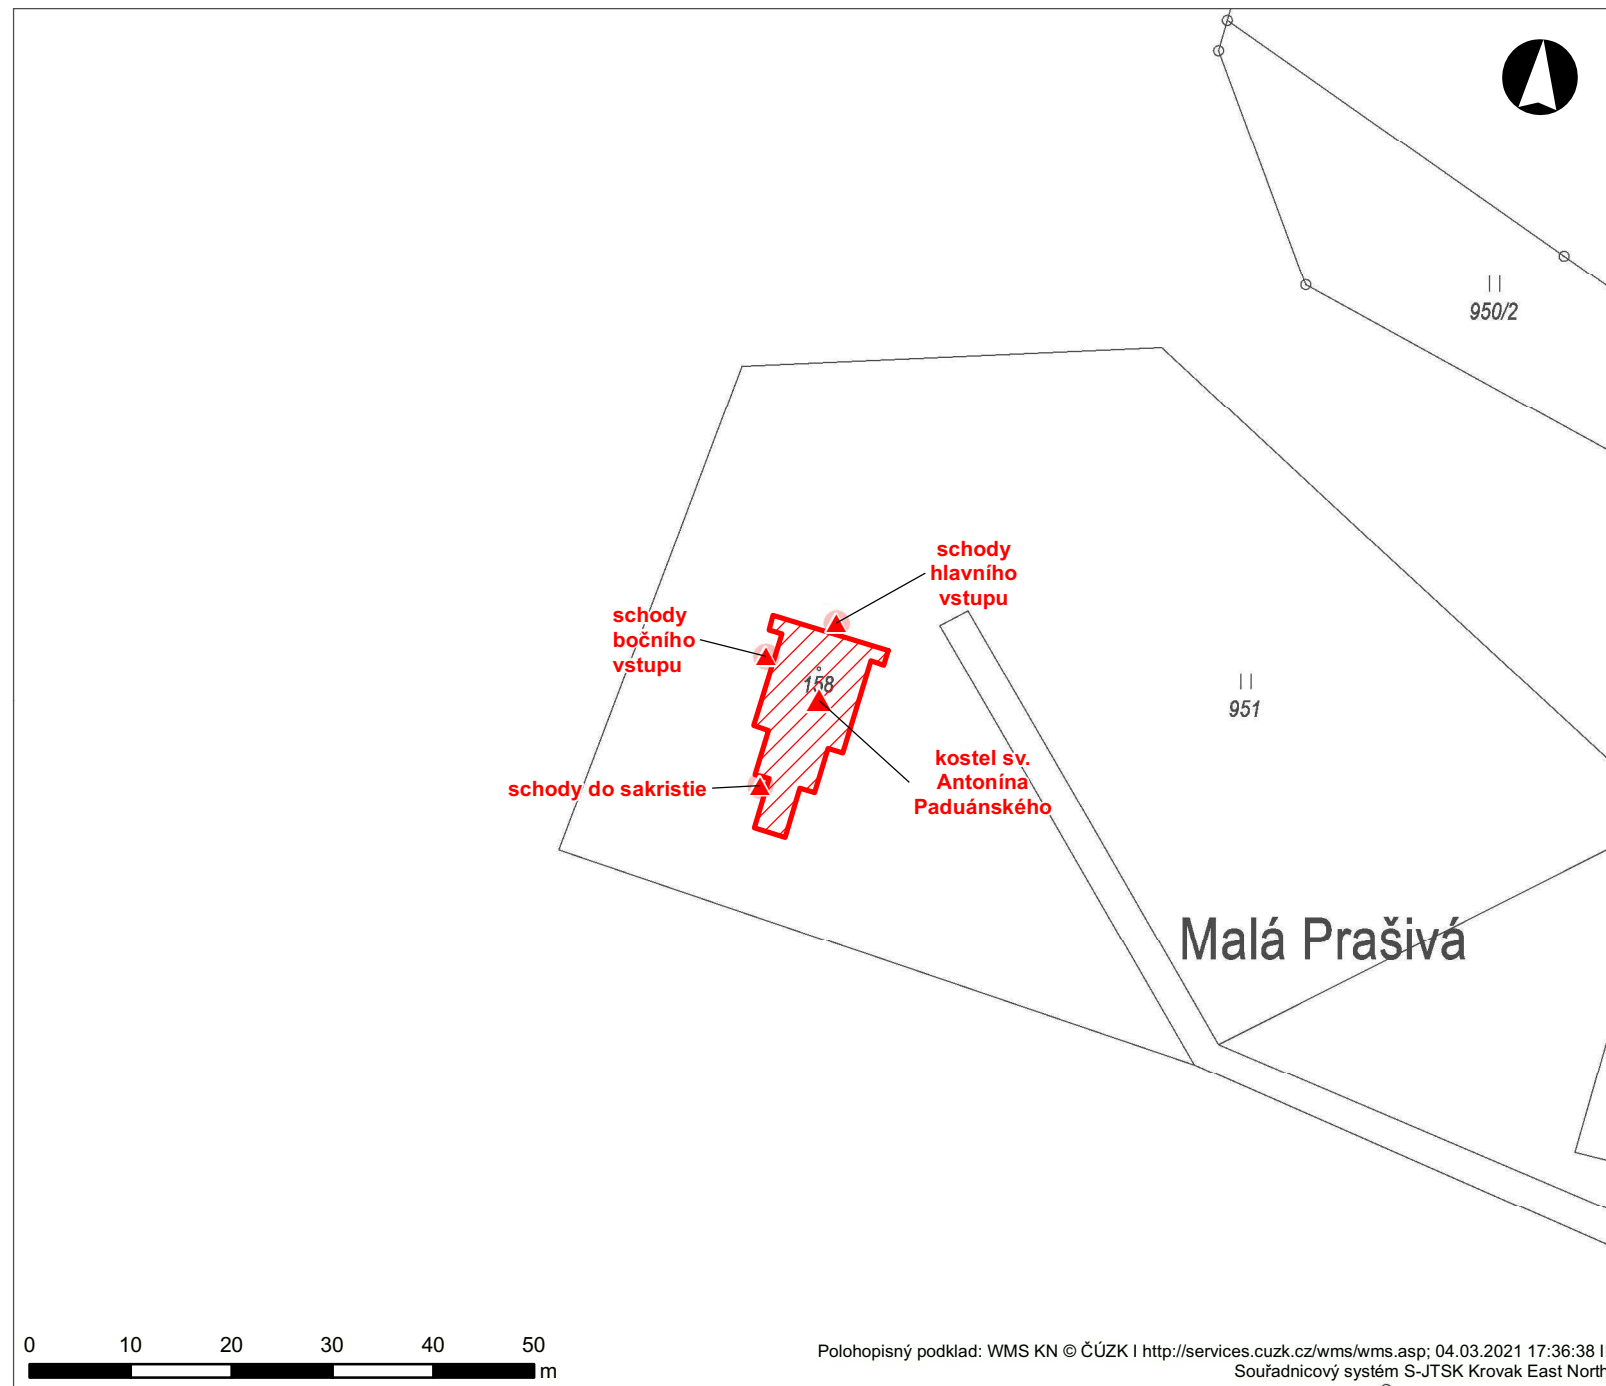 950/2
schody
hlavního
vstupu
schody
bočního
vstupu
158
951
kostel sv.
Antonína
Paduánského
schody do sakristie
Malá Prašivá
0 10 20 30 40 50
m
Polohopisný podklad: WMS KN © ČÚZK I http://services.cuzk.cz/wms/wms.asp; 04.03.2021 17:36:38 I
Souřadnicový systém S-JTSK Krovak East North